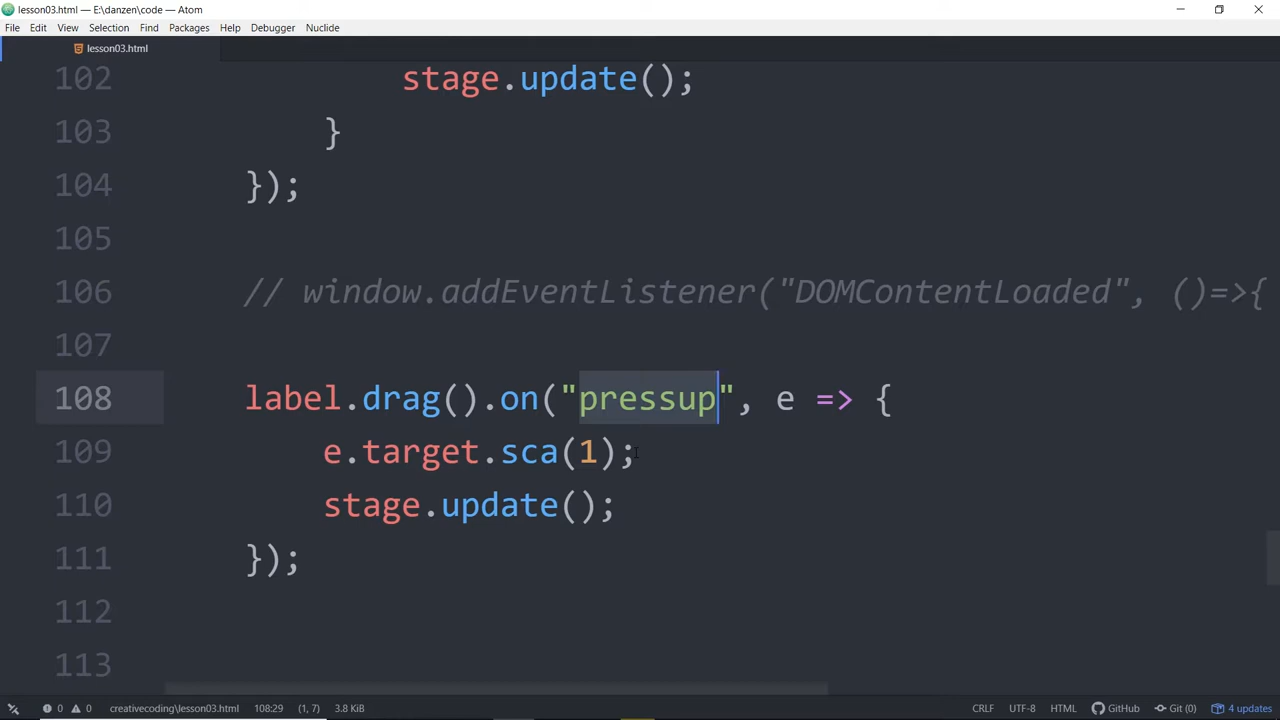 lesson03.html — E:\danzen\code — Atom
File Edit View Selection Find Packages Help Debugger Nuclide
lesson03.html
102 stage.update();
103 }
104 });
105
106 // window.addEventListener("DOMContentLoaded", ()=>{
107
108 label.drag().on("pressup", e => {
109 e.target.sca(1);
110 stage.update();
111 });
112
113
0 0 creativecoding\lesson03.html 108:29 (1, 7) 3.8 KiB CRLF UTF-8 HTML GitHub Git (0) 4 updates